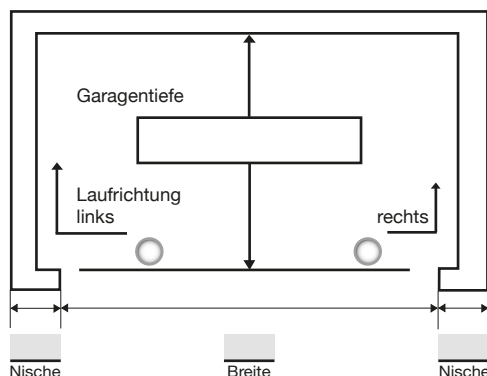 Garagentiefe
Laufrichtung
links
rechts
Nische
Breite
Nische